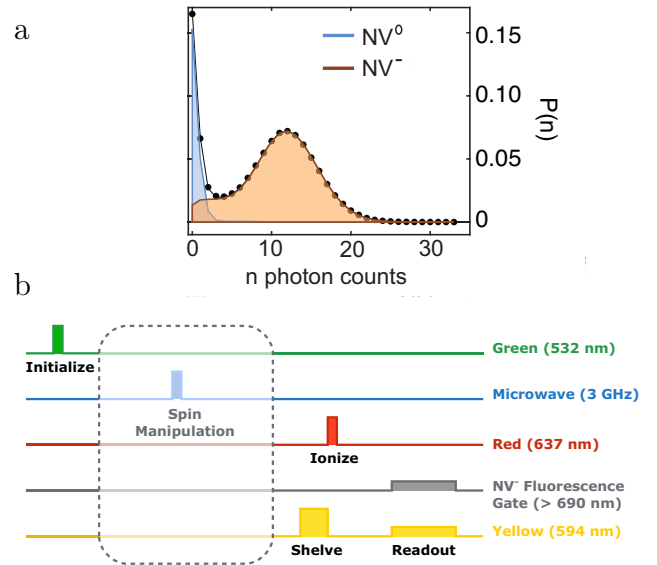 a
NV⁰
NV⁻
0.15
0.10
0.05
0
P(n)
0 10 20 30
n photon counts
b
Green (532 nm)
Initialize
Microwave (3 GHz)
Spin
Manipulation
Red (637 nm)
Ionize
NV⁻ Fluorescence
Gate (> 690 nm)
Yellow (594 nm)
Shelve Readout